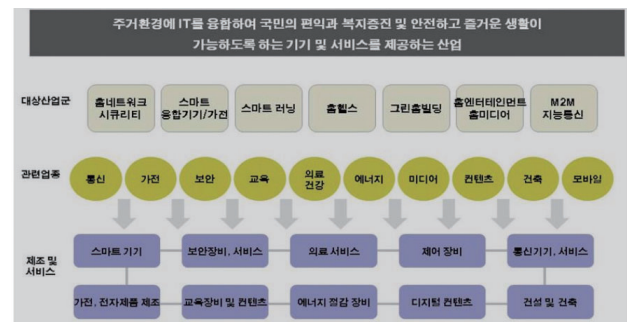 주거환경에 IT를 융합하여 국민의 편익과 복지증진 및 안전하고 즐거운 생활이
가능하도록 하는 기기 및 서비스를 제공하는 산업
대상산업군
홈네트워크
시큐리티
스마트
융합기기/가전
스마트 러닝
홈헬스
그린홈빌딩
홈엔터테인먼트
홈미디어
M2M
지능통신
관련업종
통신
가전
보안
교육
의료
건강
에너지
미디어
컨텐츠
건축
모바일
제조 및
서비스
스마트 기기
보안장비, 서비스
의료 서비스
제어 장비
통신기기, 서비스
가전, 전자제품 제조
교육장비 및 컨텐츠
에너지 절감 장비
디지털 컨텐츠
건설 및 건축